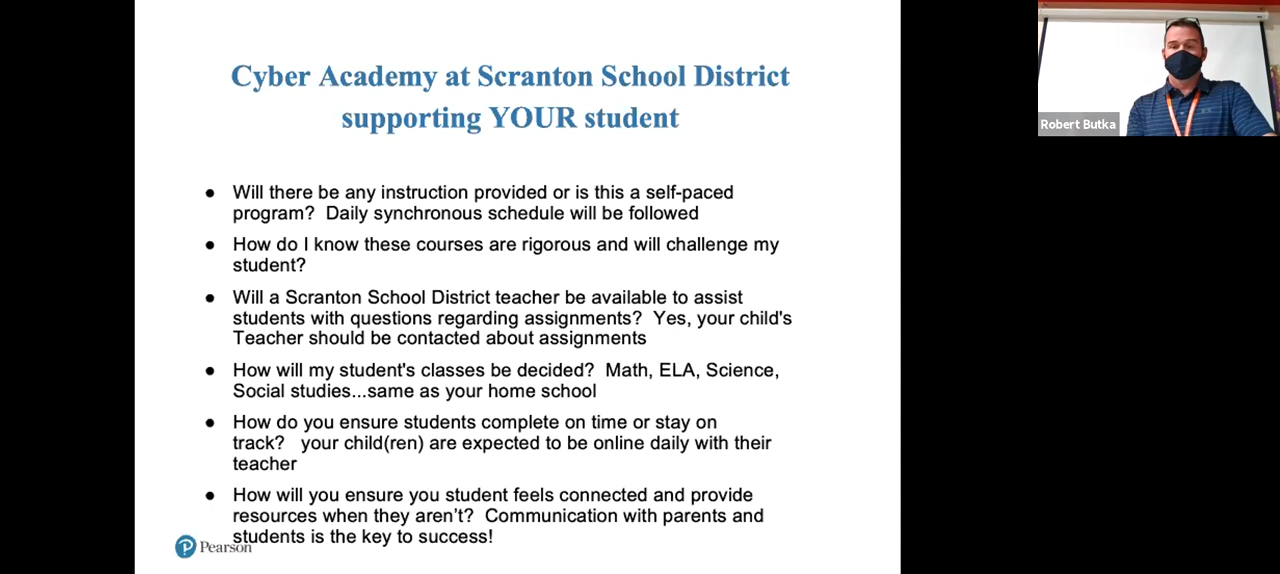 Cyber Academy at Scranton School District
supporting YOUR student
● Will there be any instruction provided or is this a self-paced
program?  Daily synchronous schedule will be followed
● How do I know these courses are rigorous and will challenge my
student?
● Will a Scranton School District teacher be available to assist
students with questions regarding assignments?  Yes, your child's
Teacher should be contacted about assignments
● How will my student's classes be decided?  Math, ELA, Science,
Social studies...same as your home school
● How do you ensure students complete on time or stay on
track?   your child(ren) are expected to be online daily with their
teacher
● How will you ensure you student feels connected and provide
resources when they aren’t?  Communication with parents and
students is the key to success!
Pearson
Robert Butka